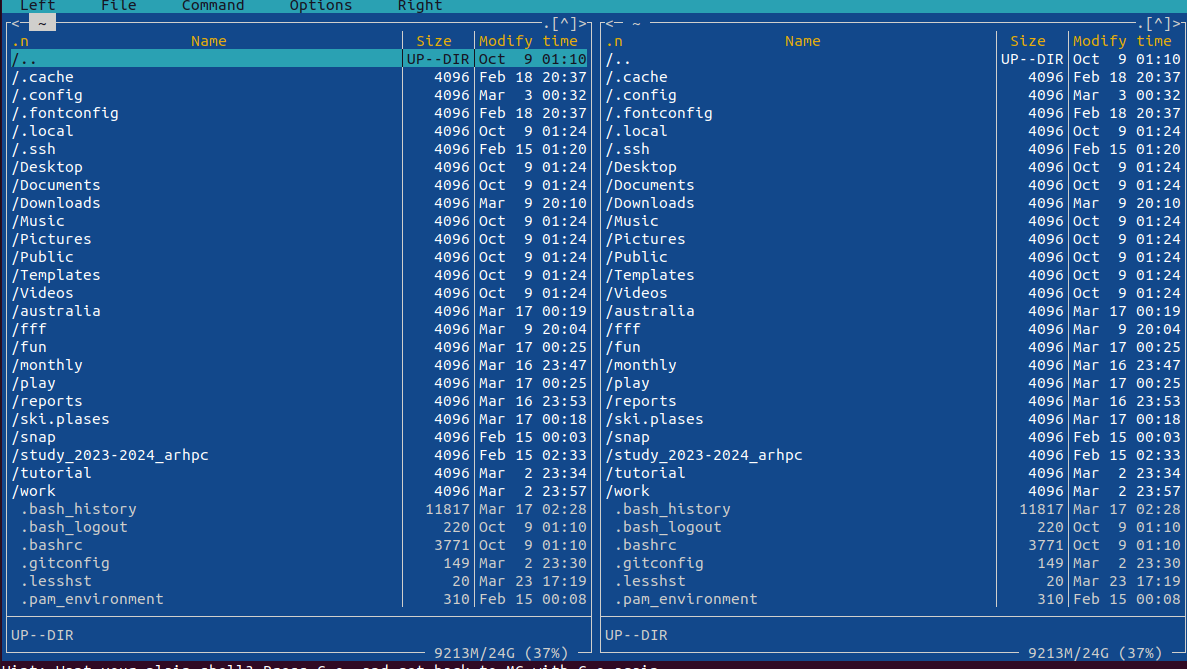 Left File Command Options Right
<─ ~ ─.[^]>┐ <─ ~ ─.[^]>┐
.n Name Size Modify time .n Name Size Modify time
/.. UP--DIR Oct 9 01:10 /.. UP--DIR Oct 9 01:10
/.cache 4096 Feb 18 20:37 /.cache 4096 Feb 18 20:37
/.config 4096 Mar 3 00:32 /.config 4096 Mar 3 00:32
/.fontconfig 4096 Feb 18 20:37 /.fontconfig 4096 Feb 18 20:37
/.local 4096 Oct 9 01:24 /.local 4096 Oct 9 01:24
/.ssh 4096 Feb 15 01:20 /.ssh 4096 Feb 15 01:20
/Desktop 4096 Oct 9 01:24 /Desktop 4096 Oct 9 01:24
/Documents 4096 Oct 9 01:24 /Documents 4096 Oct 9 01:24
/Downloads 4096 Mar 9 20:10 /Downloads 4096 Mar 9 20:10
/Music 4096 Oct 9 01:24 /Music 4096 Oct 9 01:24
/Pictures 4096 Oct 9 01:24 /Pictures 4096 Oct 9 01:24
/Public 4096 Oct 9 01:24 /Public 4096 Oct 9 01:24
/Templates 4096 Oct 9 01:24 /Templates 4096 Oct 9 01:24
/Videos 4096 Oct 9 01:24 /Videos 4096 Oct 9 01:24
/australia 4096 Mar 17 00:19 /australia 4096 Mar 17 00:19
/fff 4096 Mar 9 20:04 /fff 4096 Mar 9 20:04
/fun 4096 Mar 17 00:25 /fun 4096 Mar 17 00:25
/monthly 4096 Mar 16 23:47 /monthly 4096 Mar 16 23:47
/play 4096 Mar 17 00:25 /play 4096 Mar 17 00:25
/reports 4096 Mar 16 23:53 /reports 4096 Mar 16 23:53
/ski.plases 4096 Mar 17 00:18 /ski.plases 4096 Mar 17 00:18
/snap 4096 Feb 15 00:03 /snap 4096 Feb 15 00:03
/study_2023-2024_arhpc 4096 Feb 15 02:33 /study_2023-2024_arhpc 4096 Feb 15 02:33
/tutorial 4096 Mar 2 23:34 /tutorial 4096 Mar 2 23:34
/work 4096 Mar 2 23:57 /work 4096 Mar 2 23:57
.bash_history 11817 Mar 17 02:28 .bash_history 11817 Mar 17 02:28
.bash_logout 220 Oct 9 01:10 .bash_logout 220 Oct 9 01:10
.bashrc 3771 Oct 9 01:10 .bashrc 3771 Oct 9 01:10
.gitconfig 149 Mar 2 23:30 .gitconfig 149 Mar 2 23:30
.lesshst 20 Mar 23 17:19 .lesshst 20 Mar 23 17:19
.pam_environment 310 Feb 15 00:08 .pam_environment 310 Feb 15 00:08
UP--DIR UP--DIR
9213M/24G (37%) 9213M/24G (37%)